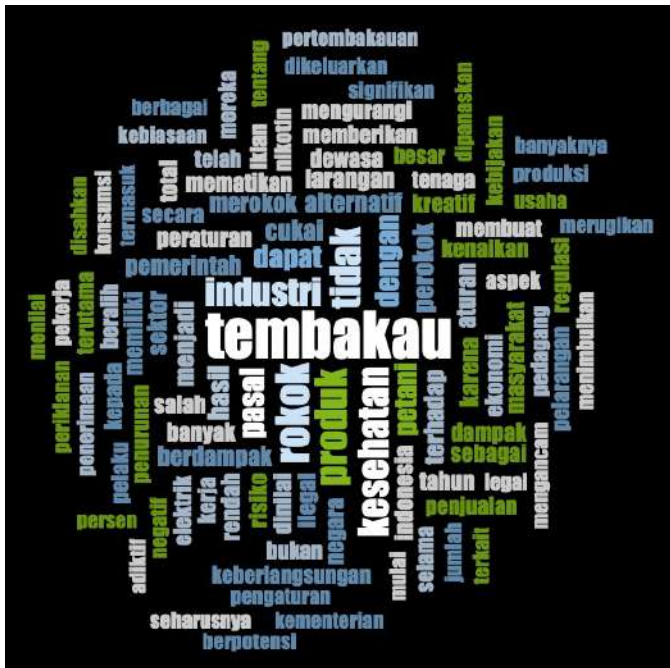 pertembakauan
tentang
dikeluarkan
signifikan
berbagai
mereka
mengurangi
dipanaskan
kebiasaan
iklan
nikotin
memberikan
kebijakan
banyaknya
telah
dewasa
besar
total
mematikan
larangan
tenaga
produksi
disahkan
konsumsi
termasuk
secara
merokok
alternatif
kreatif
usaha
peraturan
cukai
membuat
merugikan
pemerintah
dapat
tidak
dengan
perokok
kenaikan
regulasi
menilai
pekerja
terutama
beralih
memiliki
sektor
menjadi
industri
aturan
aspek
tembakau
periklanan
penerimaan
kepada
pelaku
penurunan
salah
hasil
pasal
rokok
produk
kesehatan
petani
terhadap
karena
ekonomi
masyarakat
pedagang
pelarangan
menimbulkan
banyak
berdampak
dampak
sebagai
indonesia
tahun
legal
mengancam
persen
negatif
elektrik
kerja
rendah
risiko
dinilai
ilegal
negara
penjualan
adiktif
bukan
mulai
selama
jumlah
terkait
keberlangsungan
pengaturan
seharusnya
kementerian
berpotensi